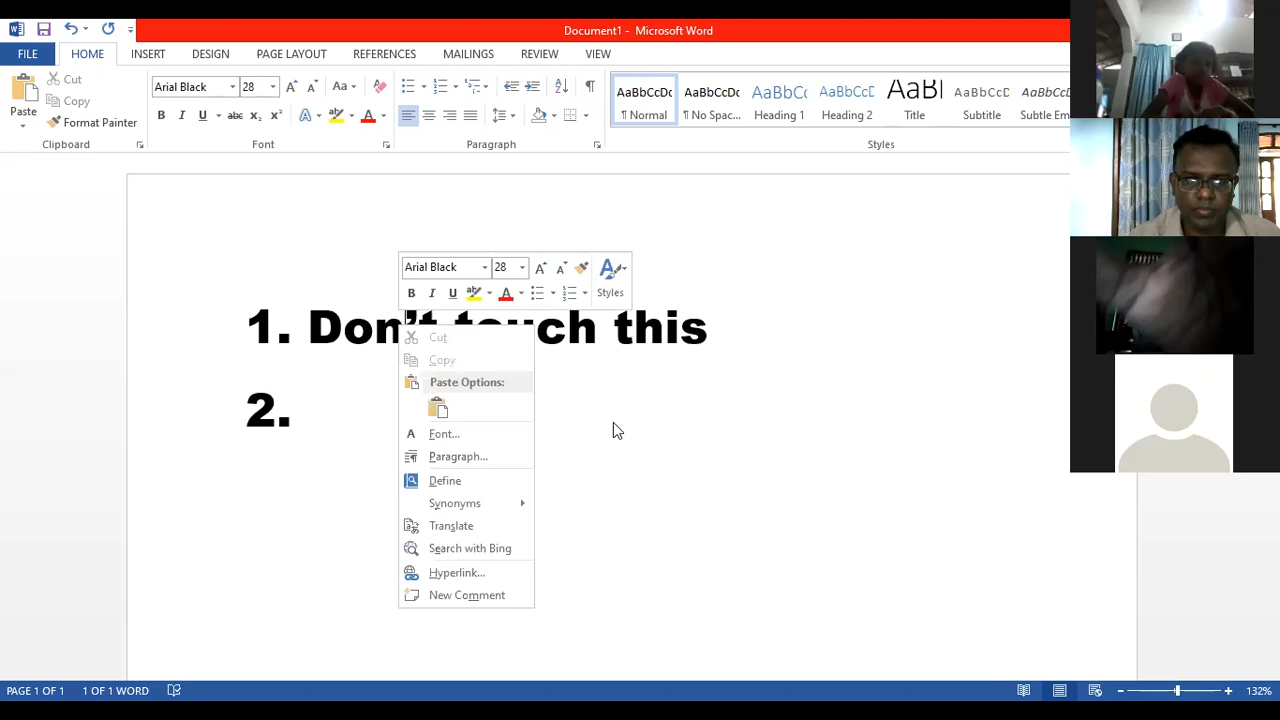 Document1 - Microsoft Word
FILE HOME INSERT DESIGN PAGE LAYOUT REFERENCES MAILINGS REVIEW VIEW
Paste
Cut
Copy
Format Painter
Clipboard
Arial Black 28
Font
Paragraph
AaBbCcDc AaBbCcDc AaBbCc AaBbCcD AaBl AaBbCcD AaBbCcD
¶ Normal ¶ No Spac... Heading 1 Heading 2 Title Subtitle Subtle Em
Styles
Arial Black 28
Styles
1. Don't touch this
2.
Cut
Copy
Paste Options:
Font...
Paragraph...
Define
Synonyms
Translate
Search with Bing
Hyperlink...
New Comment
PAGE 1 OF 1 1 OF 1 WORD 132%